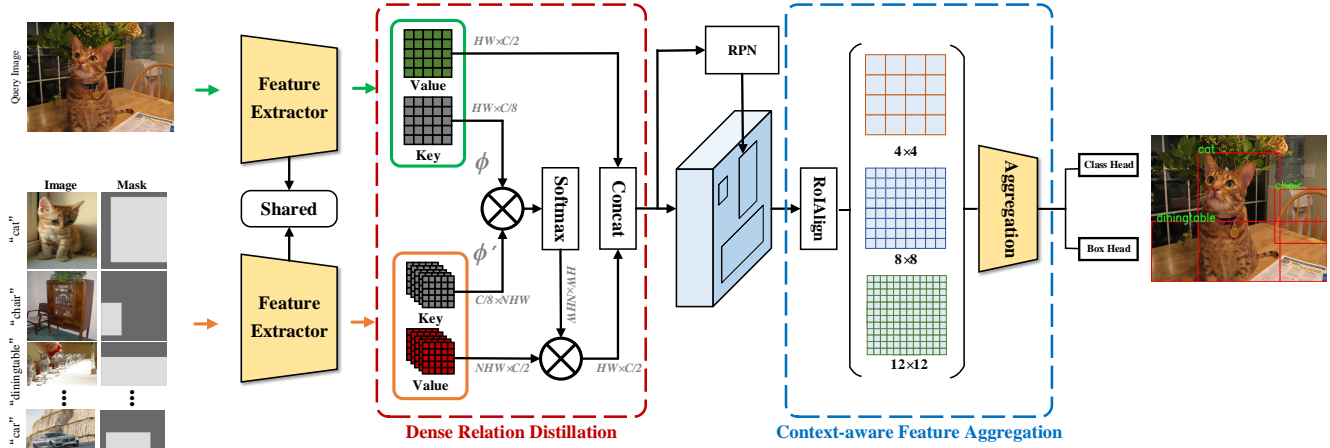 Query Image
Feature
Extractor
HW×C/2
Value
HW×C/8
Key
ϕ
Softmax
Concat
RPN
RoIAlign
4×4
8×8
12×12
Aggregation
Class Head
Box Head
cat
chair
diningtable
Image
Mask
Shared
"cat"
"chair"
"diningtable"
"car"
Feature
Extractor
ϕ′
C/8×NHW
Key
HW×NHW
NHW×C/2
HW×C/2
Value
Dense Relation Distillation
Context-aware Feature Aggregation